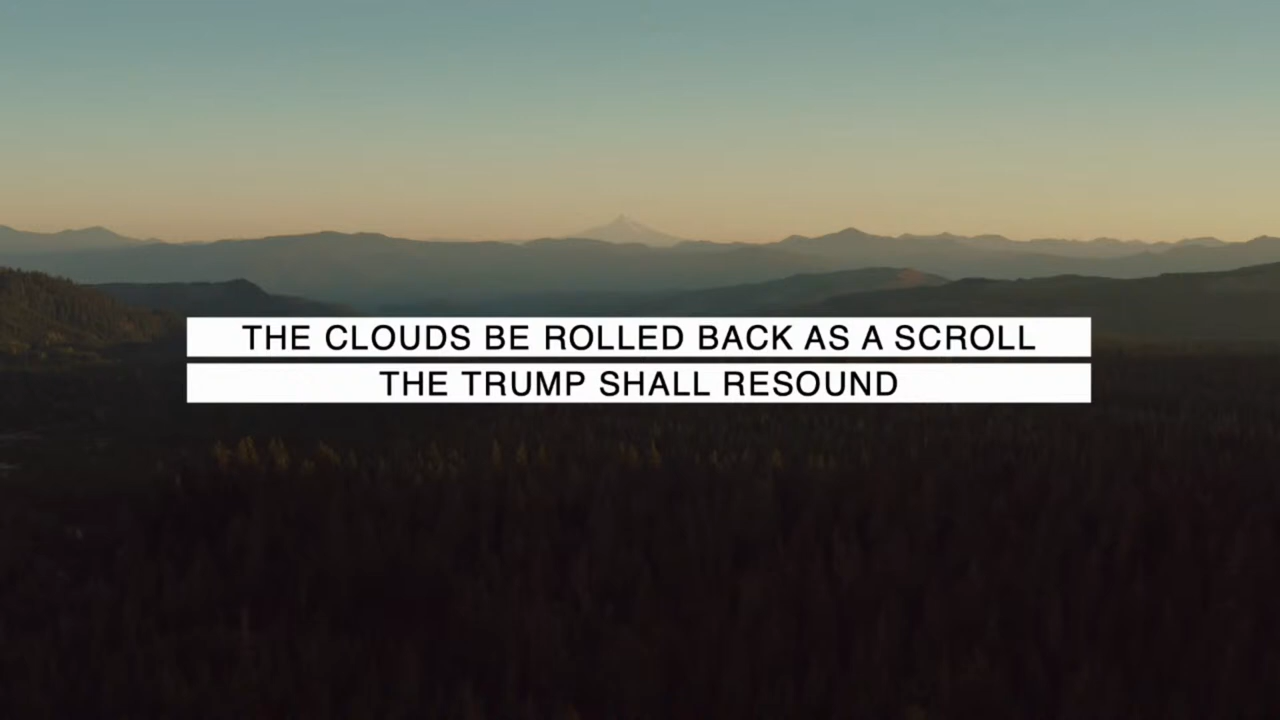 THE CLOUDS BE ROLLED BACK AS A SCROLL
THE TRUMP SHALL RESOUND